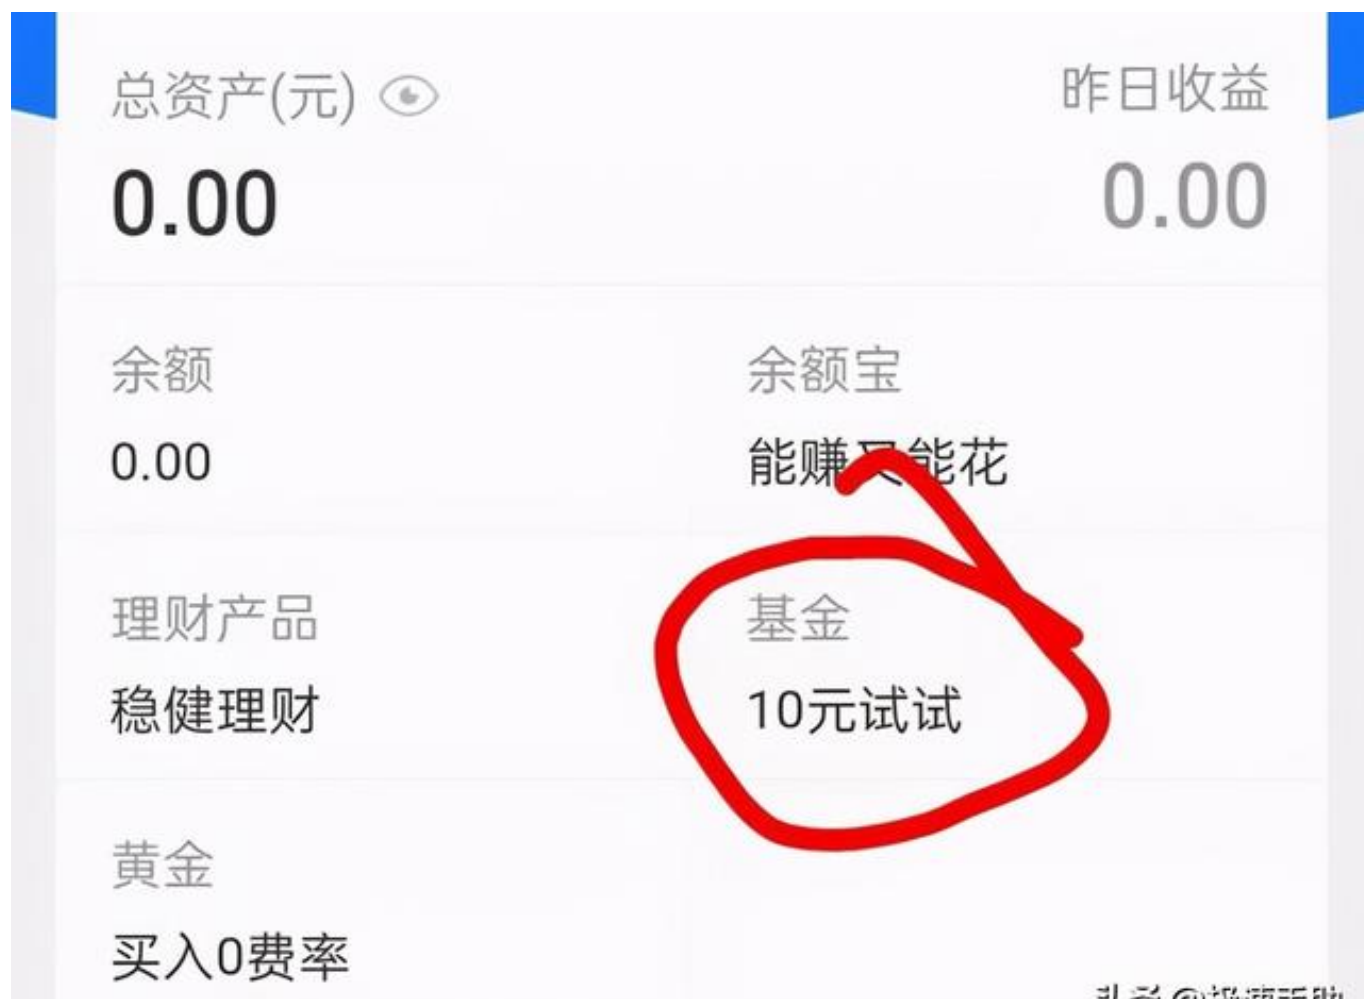 总资产(元)
昨日收益
0.00
0.00
余额
余额宝
0.00
能赚又能花
理财产品
基金
稳健理财
10元试试
黄金
买入0费率